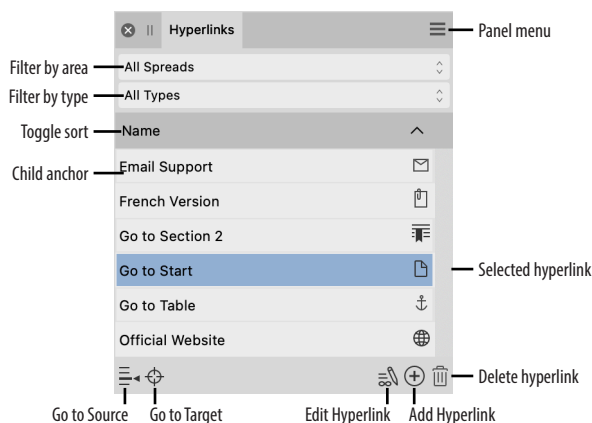 Hyperlinks
Panel menu
Filter by area
All Spreads
Filter by type
All Types
Toggle sort
Name
Child anchor
Email Support
French Version
Go to Section 2
Go to Start
Selected hyperlink
Go to Table
Official Website
Delete hyperlink
Go to Source
Go to Target
Edit Hyperlink
Add Hyperlink